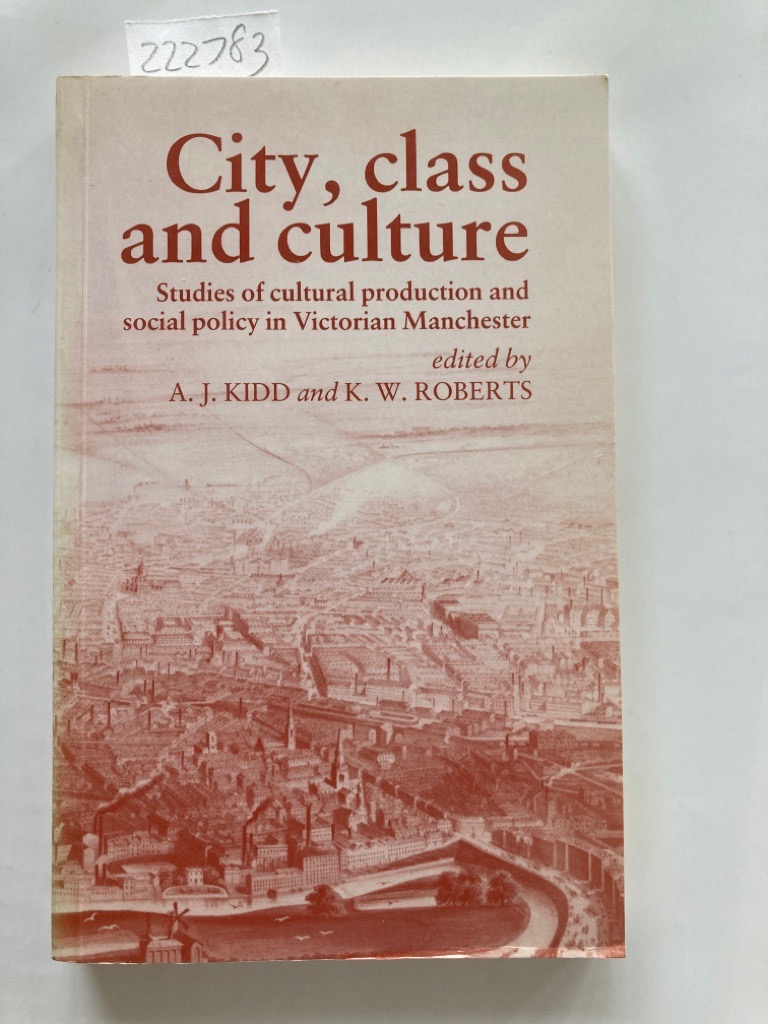 222783
City, class
and culture
Studies of cultural production and
social policy in Victorian Manchester
edited by
A. J. KIDD and K. W. ROBERTS